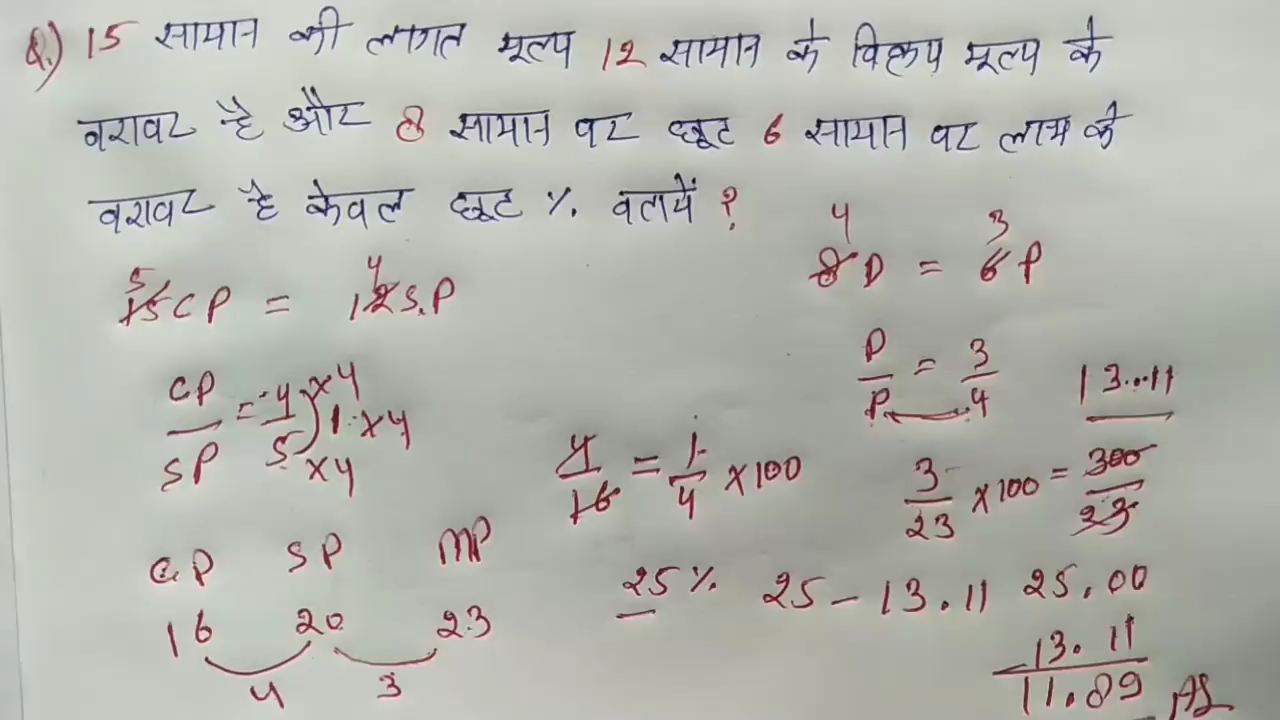 Q.) 15 सामान की लागत मूल्य 12 सामान के विक्रय मूल्य के
बराबर है और 8 सामान पर छूट 6 सामान पर लाभ के
बराबर है केवल छूट %. बतायें ?
5 4
15CP = 12S.P
CP/SP = 4/5 ×4 1 ×4 ×4
CP SP MP
16 20 23
4 3
4 3
8D = 6P
D/P = 3/4
4/16 = 1/4 ×100
25%
13.11
3/23 ×100 = 300/23
25 - 13.11
25.00
-13.11
11.89